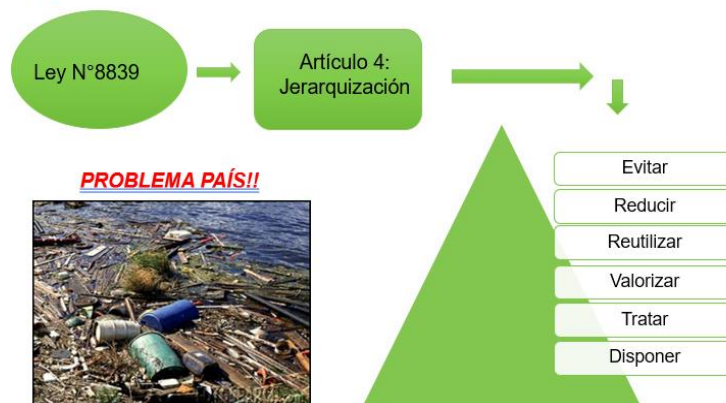 Ley N°8839
Artículo 4:
Jerarquización
PROBLEMA PAÍS!!
Evitar
Reducir
Reutilizar
Valorizar
Tratar
Disponer